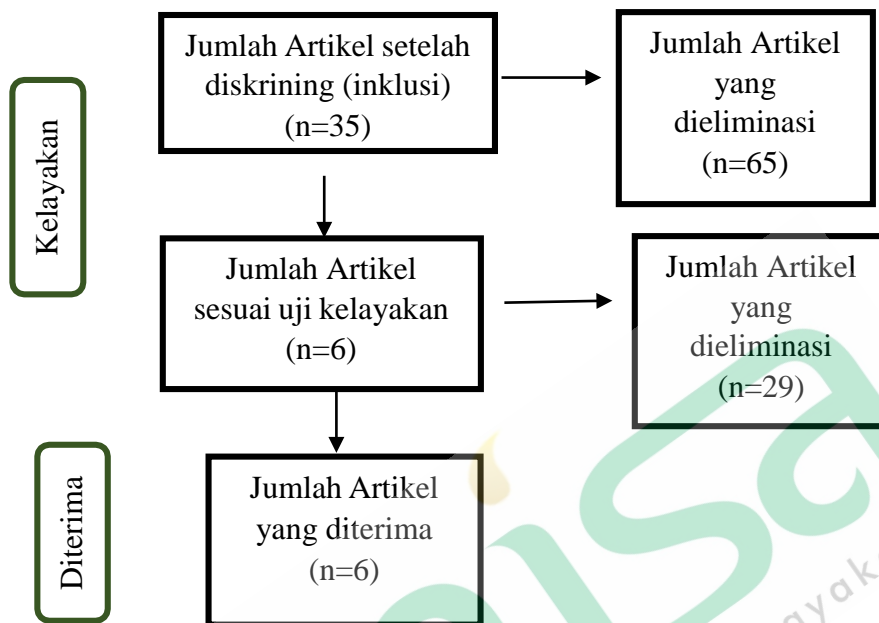 Kelayakan
Jumlah Artikel setelah
diskrining (inklusi)
(n=35)
Jumlah Artikel
yang
dieliminasi
(n=65)
Jumlah Artikel
sesuai uji kelayakan
(n=6)
Jumlah Artikel
yang
dieliminasi
(n=29)
Diterima
Jumlah Artikel
yang diterima
(n=6)